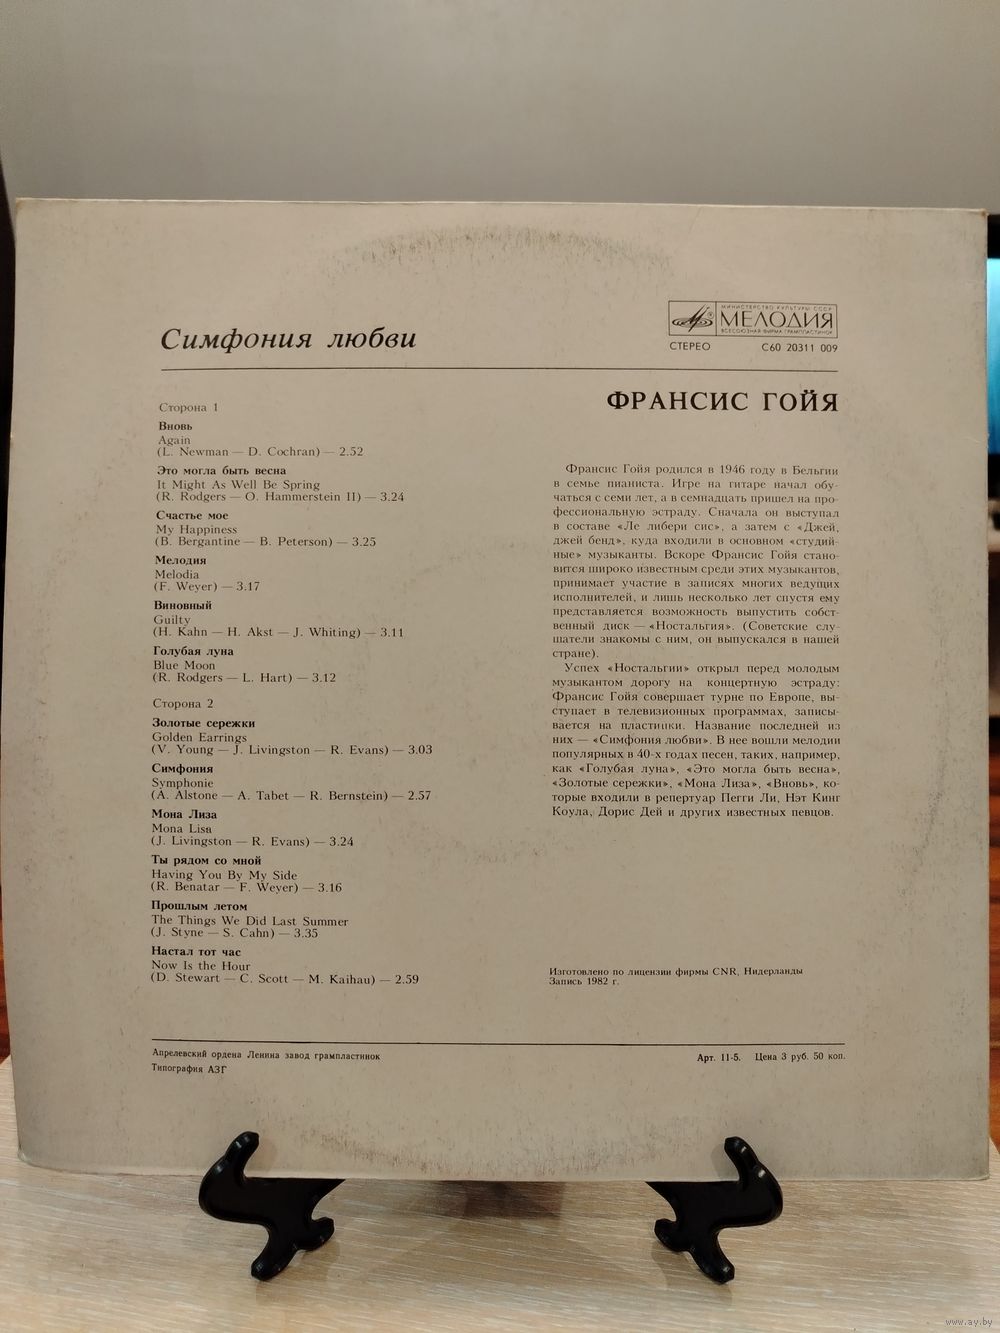 Симфония любви
МИНИСТЕРСТВО КУЛЬТУРЫ СССР
МЕЛОДИЯ
ВСЕСОЮЗНАЯ ФИРМА ГРАМПЛАСТИНОК
СТЕРЕО С60 20311 009
Сторона 1
Вновь
Again
(L. Newman — D. Cochran) — 2.52
Это могла быть весна
It Might As Well Be Spring
(R. Rodgers — O. Hammerstein II) — 3.24
Счастье мое
My Happiness
(B. Bergantine — B. Peterson) — 3.25
Мелодия
Melodia
(F. Weyer) — 3.17
Виновный
Guilty
(H. Kahn — H. Akst — J. Whiting) — 3.11
Голубая луна
Blue Moon
(R. Rodgers — L. Hart) — 3.12
Сторона 2
Золотые сережки
Golden Earrings
(V. Young — J. Livingston — R. Evans) — 3.03
Симфония
Symphonie
(A. Alstone — A. Tabet — R. Bernstein) — 2.57
Мона Лиза
Mona Lisa
(J. Livingston — R. Evans) — 3.24
Ты рядом со мной
Having You By My Side
(R. Benatar — F. Weyer) — 3.16
Прошлым летом
The Things We Did Last Summer
(J. Styne — S. Cahn) — 3.35
Настал тот час
Now Is the Hour
(D. Stewart — C. Scott — M. Kaihau) — 2.59
ФРАНСИС ГОЙЯ
Франсис Гойя родился в 1946 году в Бельгии
в семье пианиста. Игре на гитаре начал обу-
чаться с семи лет, а в семнадцать пришел на про-
фессиональную эстраду. Сначала он выступал
в составе «Ле либери сис», а затем с «Джей,
джей бенд», куда входили в основном «студий-
ные» музыканты. Вскоре Франсис Гойя стано-
вится широко известным среди этих музыкантов,
принимает участие в записях многих ведущих
исполнителей, и лишь несколько лет спустя ему
представляется возможность выпустить собст-
венный диск — «Ностальгия». (Советские слу-
шатели знакомы с ним, он выпускался в нашей
стране).
Успех «Ностальгии» открыл перед молодым
музыкантом дорогу на концертную эстраду:
Франсис Гойя совершает турне по Европе, вы-
ступает в телевизионных программах, записы-
вается на пластинки. Название последней из
них — «Симфония любви». В нее вошли мелодии
популярных в 40-х годах песен, таких, например,
как «Голубая луна», «Это могла быть весна»,
«Золотые сережки», «Мона Лиза», «Вновь», ко-
торые входили в репертуар Пегги Ли, Нэт Кинг
Коула, Дорис Дей и других известных певцов.
Изготовлено по лицензии фирмы CNR, Нидерланды
Запись 1982 г.
Апрелевский ордена Ленина завод грампластинок
Типография АЗГ
Арт. 11-5. Цена 3 руб. 50 коп.
www.ay.by